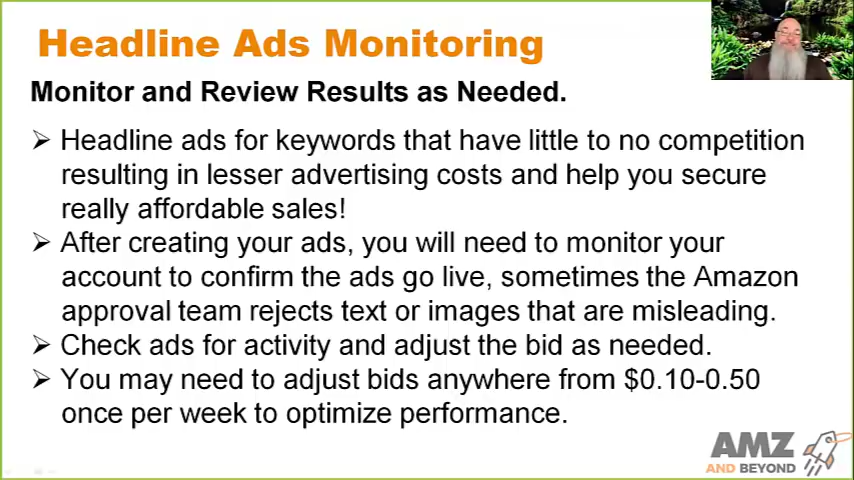 Headline Ads Monitoring
Monitor and Review Results as Needed.
➢ Headline ads for keywords that have little to no competition
resulting in lesser advertising costs and help you secure
really affordable sales!
➢ After creating your ads, you will need to monitor your
account to confirm the ads go live, sometimes the Amazon
approval team rejects text or images that are misleading.
➢ Check ads for activity and adjust the bid as needed.
➢ You may need to adjust bids anywhere from $0.10-0.50
once per week to optimize performance.
AMZ
AND BEYOND